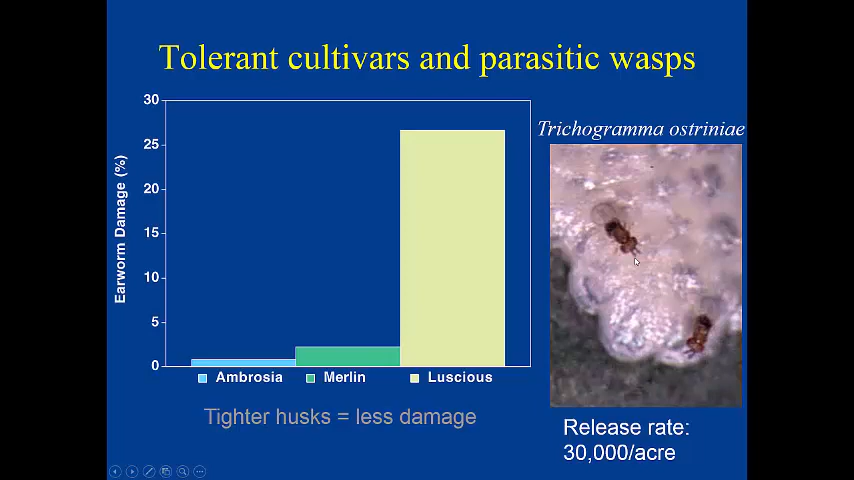 Tolerant cultivars and parasitic wasps
30
25
20
15
10
5
0
Earworm Damage (%)
Ambrosia
Merlin
Luscious
Tighter husks = less damage
Trichogramma ostriniae
Release rate:
30,000/acre